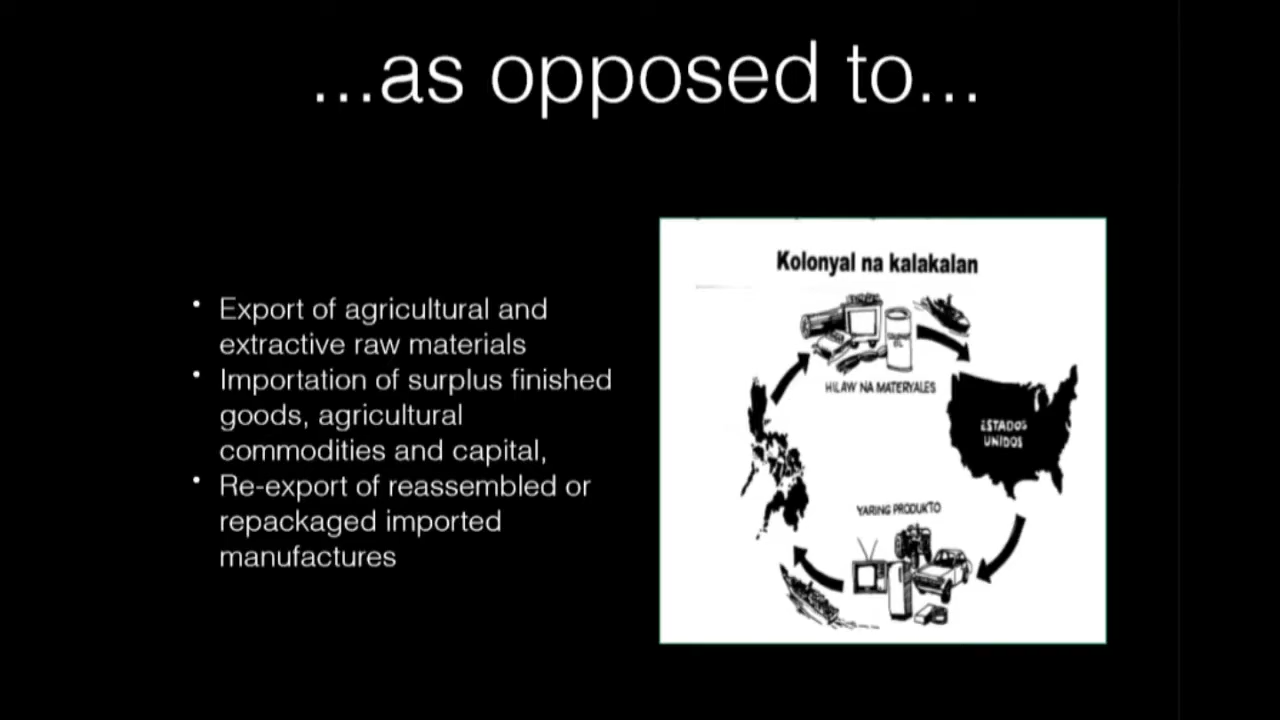 ...as opposed to...
• Export of agricultural and
extractive raw materials
• Importation of surplus finished
goods, agricultural
commodities and capital,
• Re-export of reassembled or
repackaged imported
manufactures
Kolonyal na kalakalan
HILAW NA MATERYALES
ESTADOS
UNIDOS
YARING PRODUKTO